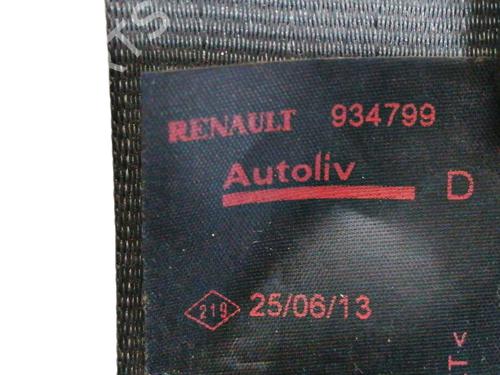 RENAULT 934799
Autoliv
D
219 25/06/13
T<